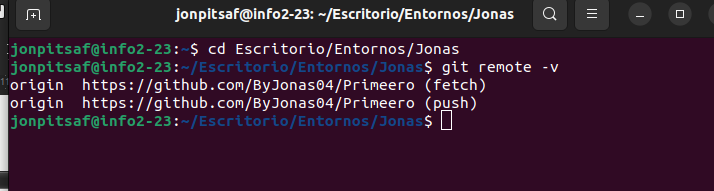 jonpitsaf@info2-23: ~/Escritorio/Entornos/Jonas
jonpitsaf@info2-23:~$ cd Escritorio/Entornos/Jonas
jonpitsaf@info2-23:~/Escritorio/Entornos/Jonas$ git remote -v
origin  https://github.com/ByJonas04/Primeero (fetch)
origin  https://github.com/ByJonas04/Primeero (push)
jonpitsaf@info2-23:~/Escritorio/Entornos/Jonas$